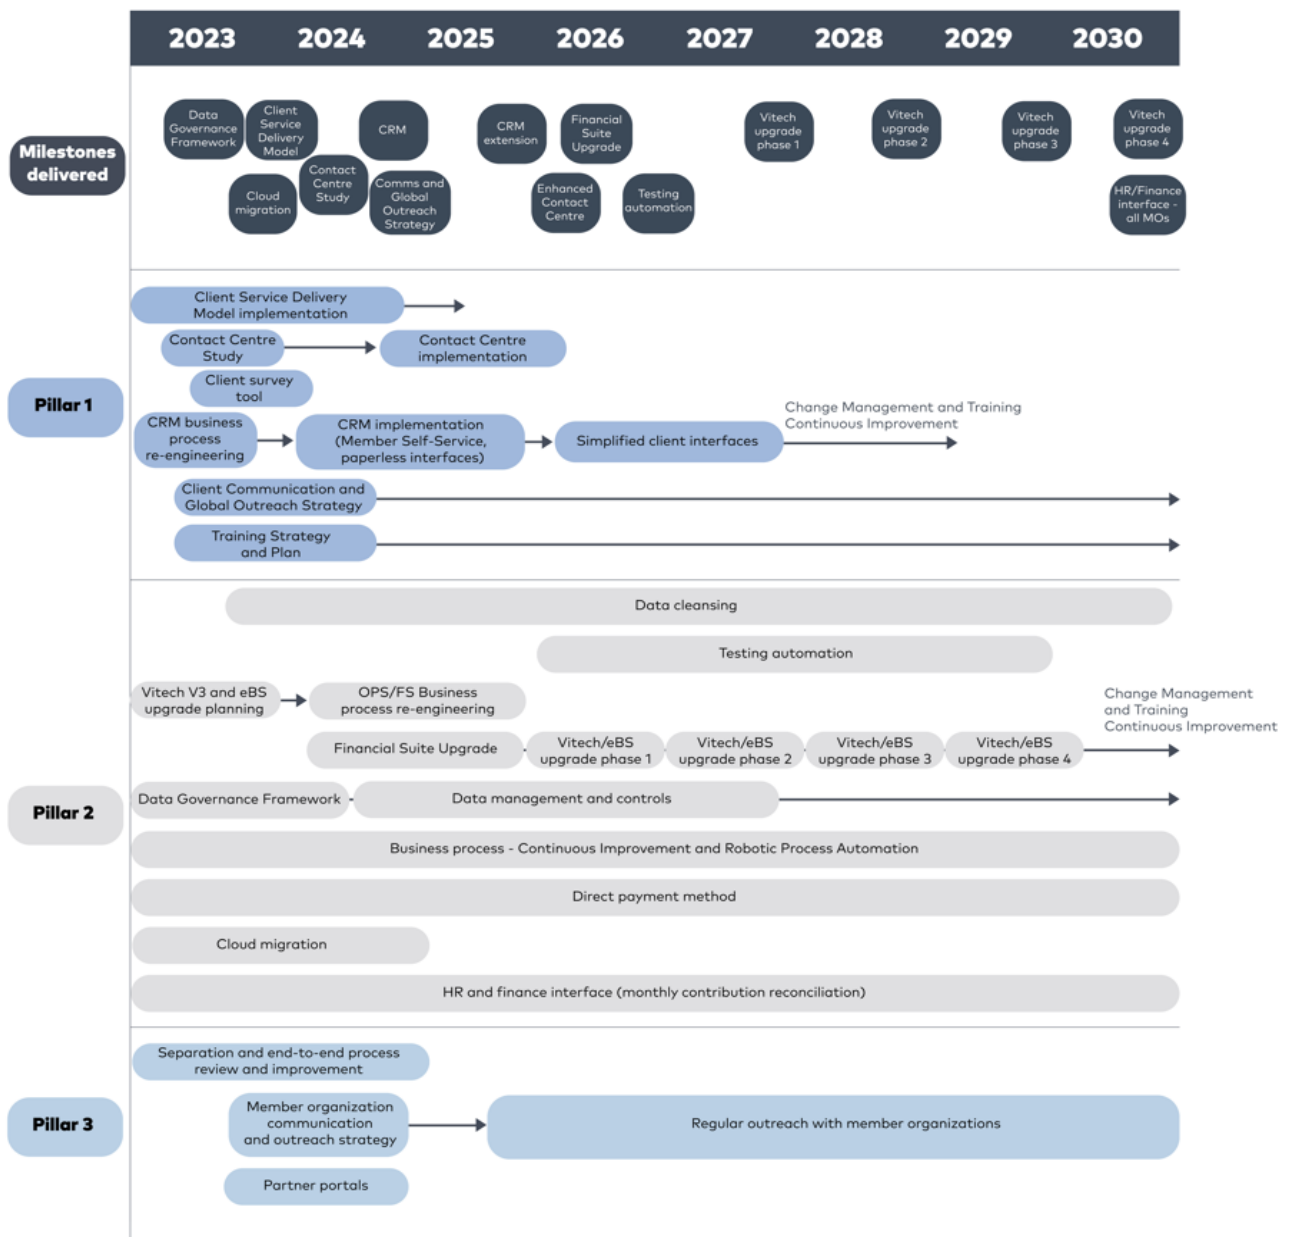 2023 2024 2025 2026 2027 2028 2029 2030
Milestones
delivered
Data
Governance
Framework
Client
Service
Delivery
Model
CRM
CRM
extension
Financial
Suite
Upgrade
Vitech
upgrade
phase 1
Vitech
upgrade
phase 2
Vitech
upgrade
phase 3
Vitech
upgrade
phase 4
Cloud
migration
Contact
Centre
Study
Comms and
Global
Outreach
Strategy
Enhanced
Contact
Centre
Testing
automation
HR/Finance
interface -
all MOs
Pillar 1
Client Service Delivery
Model implementation
Contact Centre
Study
Contact Centre
implementation
Client survey
tool
CRM business
process
re-engineering
CRM implementation
(Member Self-Service,
paperless interfaces)
Simplified client interfaces
Change Management and Training
Continuous Improvement
Client Communication and
Global Outreach Strategy
Training Strategy
and Plan
Pillar 2
Data cleansing
Testing automation
Vitech V3 and eBS
upgrade planning
OPS/FS Business
process re-engineering
Change Management
and Training
Continuous Improvement
Financial Suite Upgrade
Vitech/eBS
upgrade phase 1
Vitech/eBS
upgrade phase 2
Vitech/eBS
upgrade phase 3
Vitech/eBS
upgrade phase 4
Data Governance Framework
Data management and controls
Business process - Continuous Improvement and Robotic Process Automation
Direct payment method
Cloud migration
HR and finance interface (monthly contribution reconciliation)
Pillar 3
Separation and end-to-end process
review and improvement
Member organization
communication
and outreach strategy
Regular outreach with member organizations
Partner portals